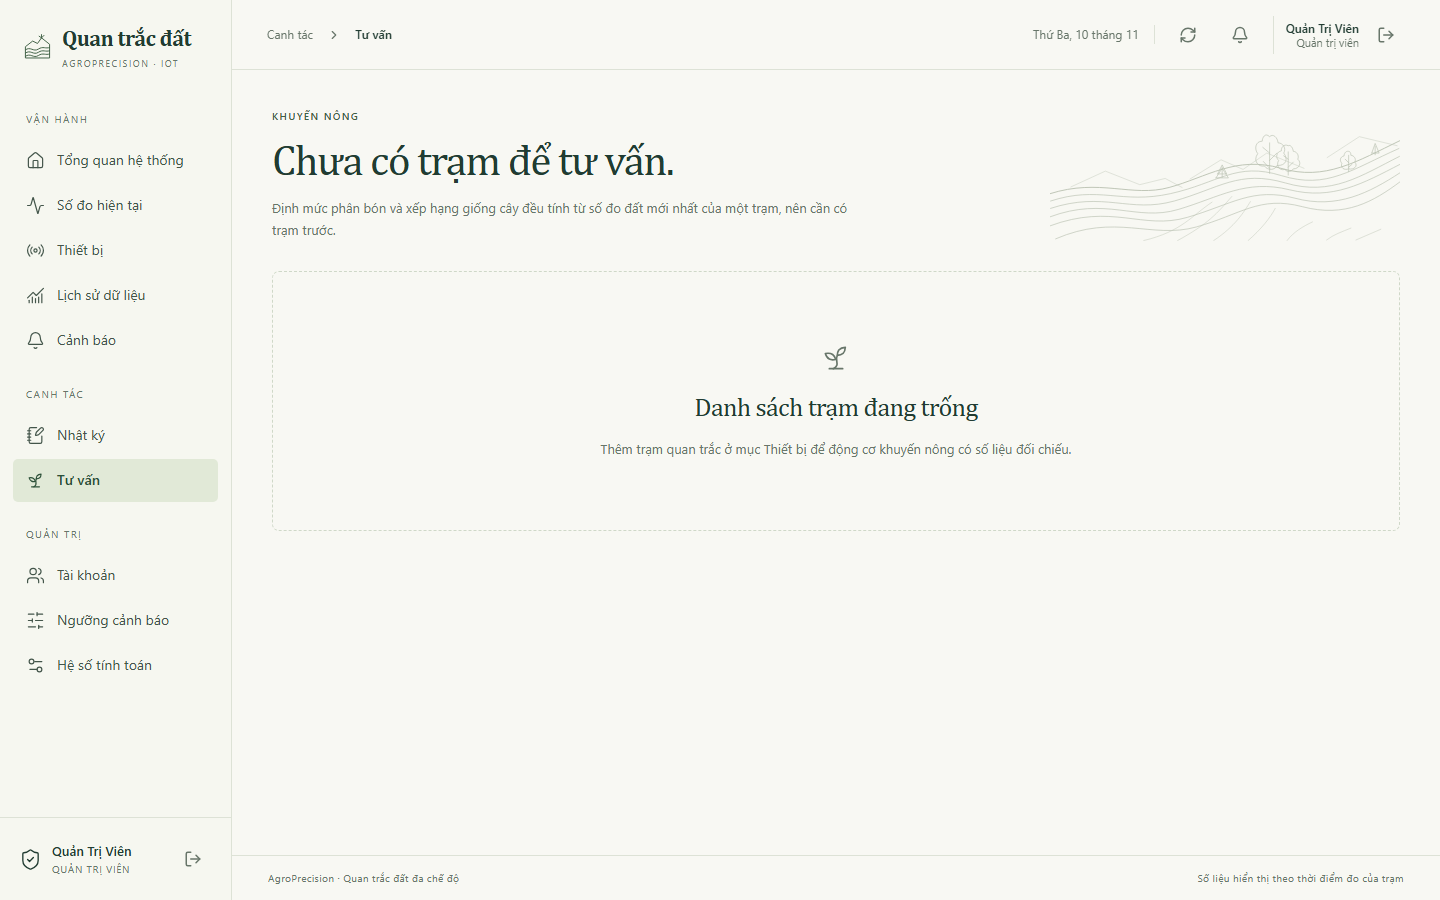 Quan trắc đất
AGROPRECISION · IOT
VẬN HÀNH
Tổng quan hệ thống
Số đo hiện tại
Thiết bị
Lịch sử dữ liệu
Cảnh báo
CANH TÁC
Nhật ký
Tư vấn
QUẢN TRỊ
Tài khoản
Ngưỡng cảnh báo
Hệ số tính toán
Quản Trị Viên
QUẢN TRỊ VIÊN
Canh tác
Tư vấn
Thứ Ba, 10 tháng 11
Quản Trị Viên
Quản trị viên
KHUYẾN NÔNG
Chưa có trạm để tư vấn.
Định mức phân bón và xếp hạng giống cây đều tính từ số đo đất mới nhất của một trạm, nên cần có
trạm trước.
Danh sách trạm đang trống
Thêm trạm quan trắc ở mục Thiết bị để động cơ khuyến nông có số liệu đối chiếu.
AgroPrecision · Quan trắc đất đa chế độ
Số liệu hiển thị theo thời điểm đo của trạm